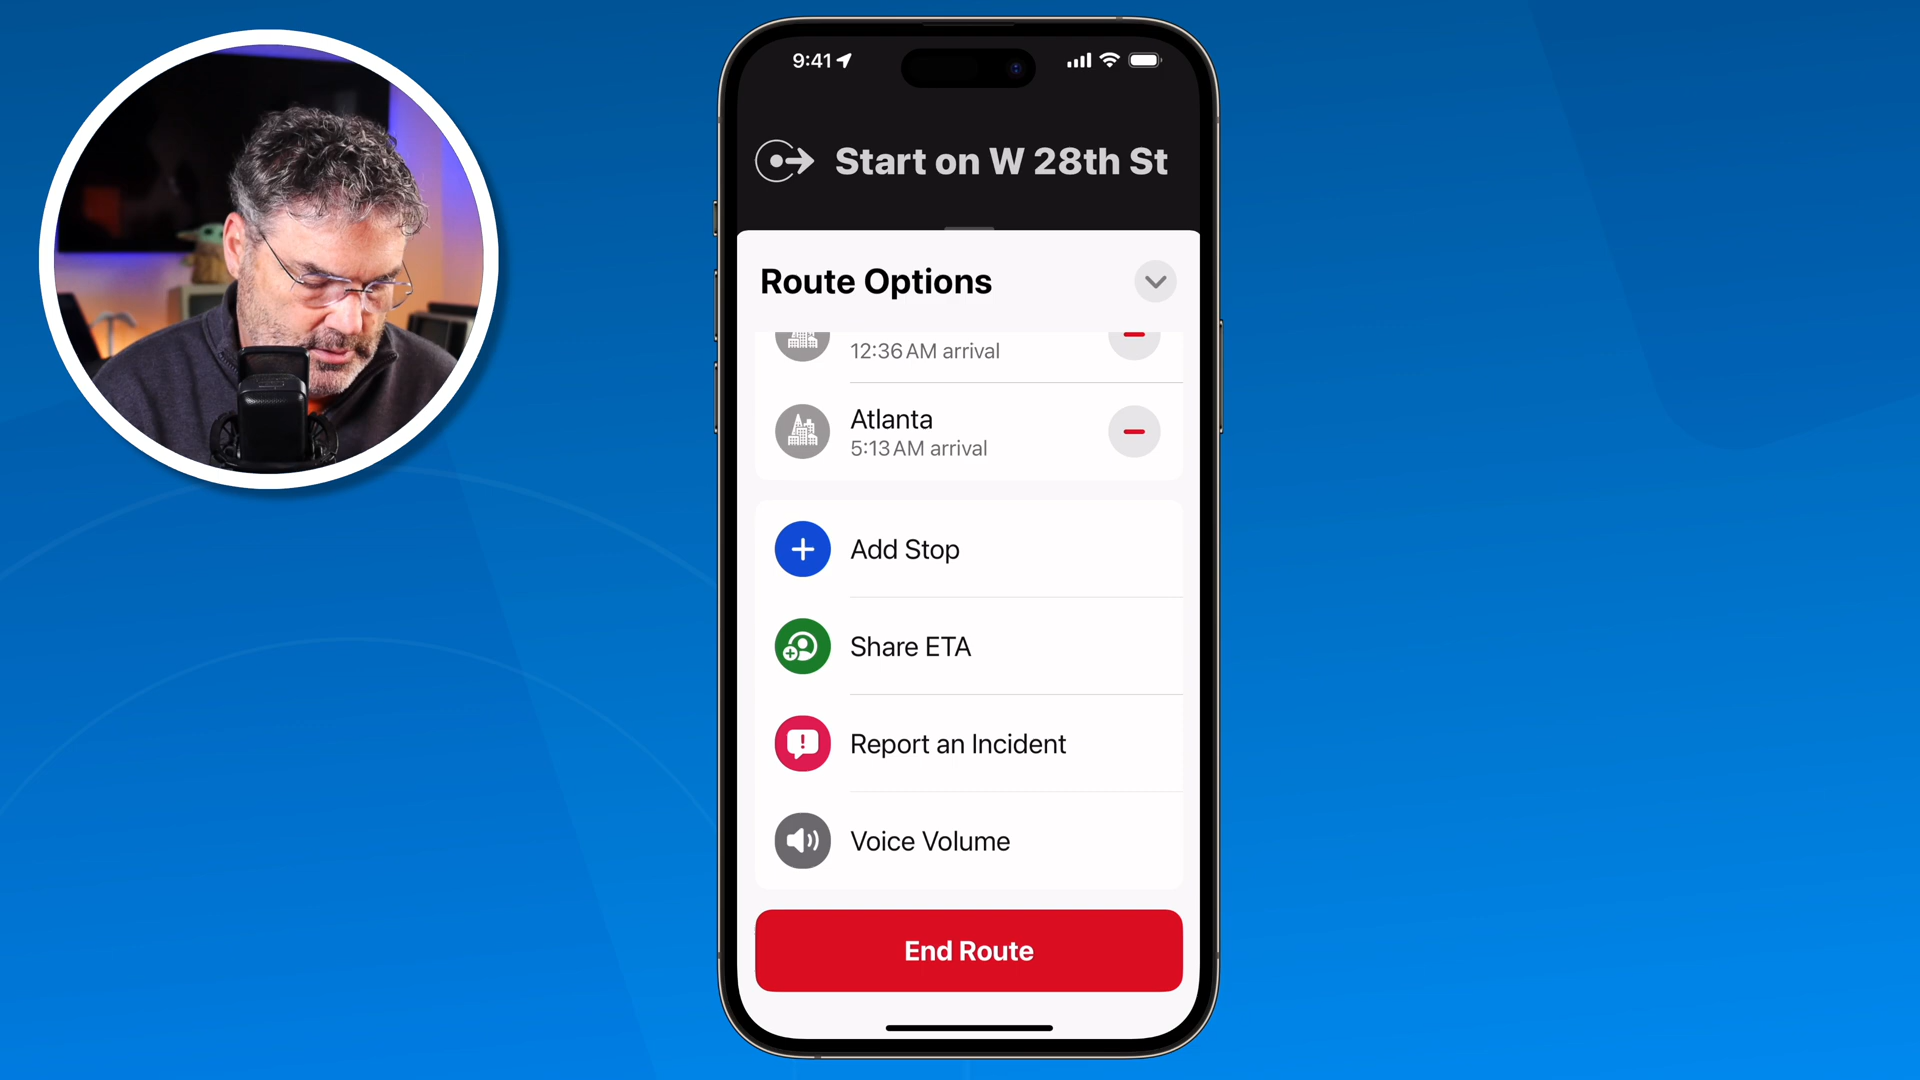 9:41
Start on W 28th St
Route Options
12:36 AM arrival
Atlanta
5:13 AM arrival
Add Stop
Share ETA
Report an Incident
Voice Volume
End Route